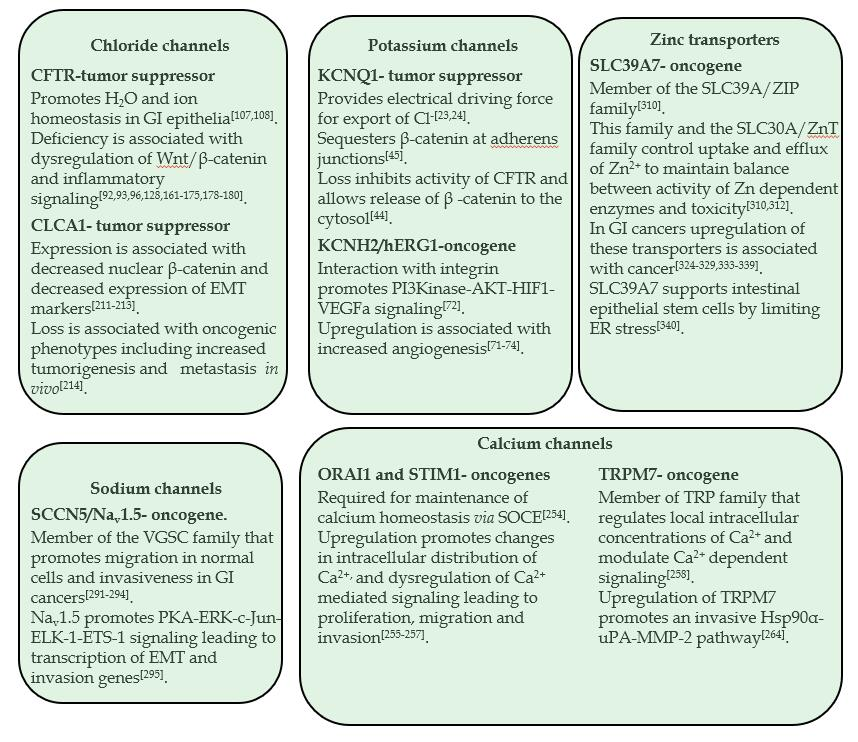 Chloride channels
CFTR-tumor suppressor
Promotes H₂O and ion
homeostasis in GI epithelia[107,108].
Deficiency is associated with
dysregulation of Wnt/β-catenin
and inflammatory
signaling[92,93,96,128,161-175,178-180].
CLCA1- tumor suppressor
Expression is associated with
decreased nuclear β-catenin and
decreased expression of EMT
markers[211-213].
Loss is associated with oncogenic
phenotypes including increased
tumorigenesis and metastasis in
vivo[214].
Potassium channels
KCNQ1- tumor suppressor
Provides electrical driving force
for export of Cl⁻[23,24].
Sequesters β-catenin at adherens
junctions[45].
Loss inhibits activity of CFTR and
allows release of β -catenin to the
cytosol[44].
KCNH2/hERG1-oncogene
Interaction with integrin
promotes PI3Kinase-AKT-HIF1-
VEGFa signaling[72].
Upregulation is associated with
increased angiogenesis[71-74].
Zinc transporters
SLC39A7- oncogene
Member of the SLC39A/ZIP
family[310].
This family and the SLC30A/ZnT
family control uptake and efflux
of Zn²⁺ to maintain balance
between activity of Zn dependent
enzymes and toxicity[310,312].
In GI cancers upregulation of
these transporters is associated
with cancer[324-329,333-339].
SLC39A7 supports intestinal
epithelial stem cells by limiting
ER stress[340].
Sodium channels
SCCN5/Naᵥ1.5- oncogene.
Member of the VGSC family that
promotes migration in normal
cells and invasiveness in GI
cancers[291-294].
Naᵥ1.5 promotes PKA-ERK-c-Jun-
ELK-1-ETS-1 signaling leading to
transcription of EMT and
invasion genes[295].
Calcium channels
ORAI1 and STIM1- oncogenes
Required for maintenance of
calcium homeostasis via SOCE[254].
Upregulation promotes changes
in intracellular distribution of
Ca²⁺, and dysregulation of Ca²⁺
mediated signaling leading to
proliferation, migration and
invasion[255-257].
TRPM7- oncogene
Member of TRP family that
regulates local intracellular
concentrations of Ca²⁺ and
modulate Ca²⁺ dependent
signaling[258].
Upregulation of TRPM7
promotes an invasive Hsp90α-
uPA-MMP-2 pathway[264].